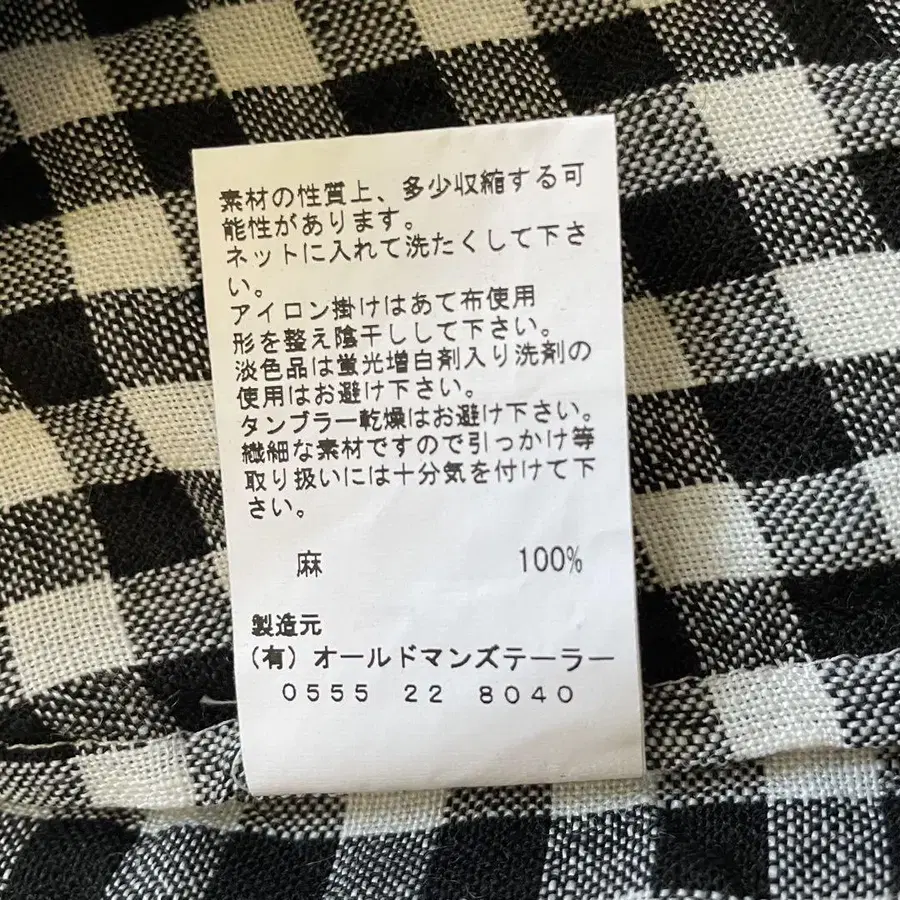 素材の性質上、多少収縮する可
能性があります。
ネットに入れて洗たくして下さ
い。
アイロン掛けはあて布使用
形を整え陰干しして下さい。
淡色品は蛍光増白剤入り洗剤の
使用はお避け下さい。
タンブラー乾燥はお避け下さい。
繊細な素材ですので引っかけ等
取り扱いには十分気を付けて下
さい。
麻 100%
製造元
(有)オールドマンズテーラー
0555 22 8040